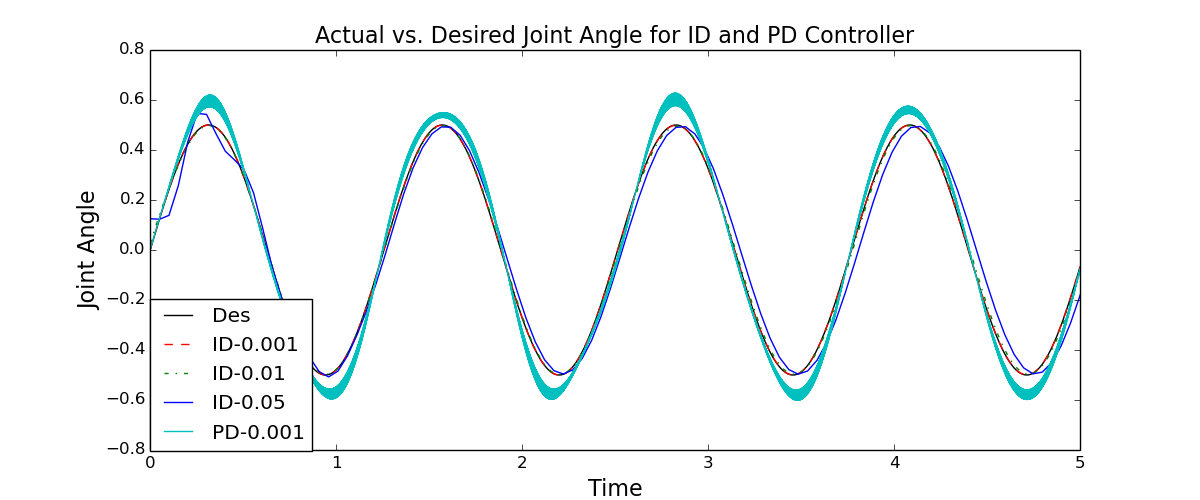 Actual vs. Desired Joint Angle for ID and PD Controller
0.8
0.6
0.4
0.2
0.0
−0.2
−0.4
−0.6
−0.8
Joint Angle
Des
ID-0.001
ID-0.01
ID-0.05
PD-0.001
0 1 2 3 4 5
Time